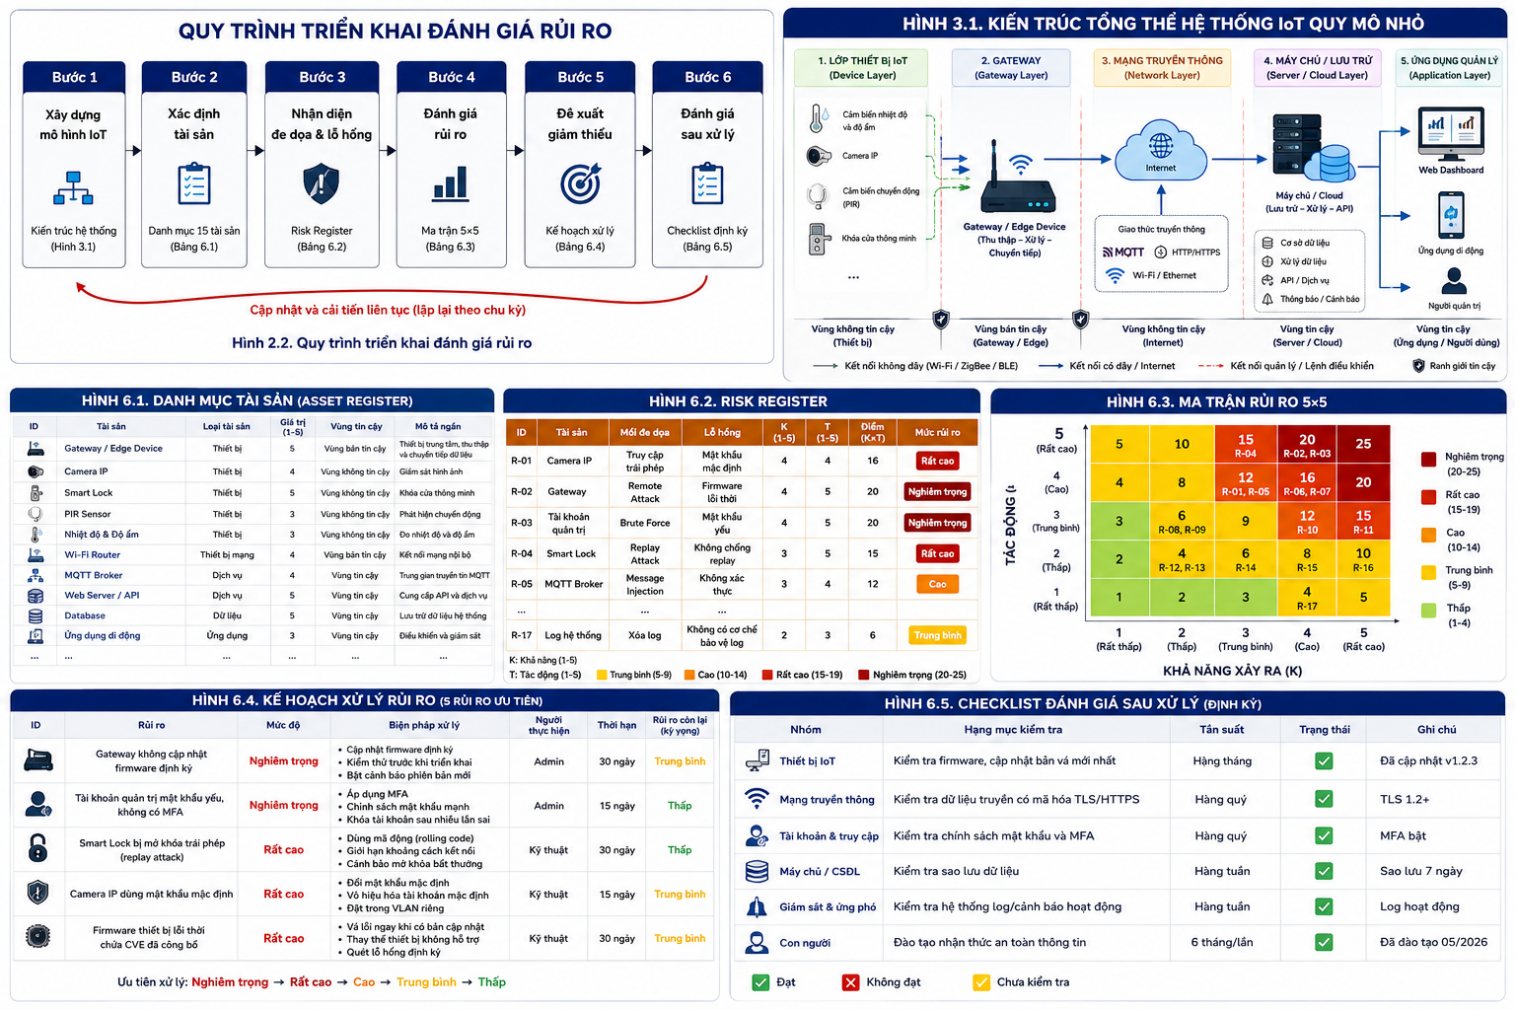 QUY TRÌNH TRIỂN KHAI ĐÁNH GIÁ RỦI RO
Bước 1
Xây dựng
mô hình IoT
Kiến trúc hệ thống
(Hình 3.1)
Bước 2
Xác định
tài sản
Danh mục 15 tài sản
(Bảng 6.1)
Bước 3
Nhận diện
đe dọa & lỗ hổng
Risk Register
(Bảng 6.2)
Bước 4
Đánh giá
rủi ro
Ma trận 5×5
(Bảng 6.3)
Bước 5
Đề xuất
giảm thiểu
Kế hoạch xử lý
(Bảng 6.4)
Bước 6
Đánh giá
sau xử lý
Checklist định kỳ
(Bảng 6.5)
Cập nhật và cải tiến liên tục (lặp lại theo chu kỳ)
Hình 2.2. Quy trình triển khai đánh giá rủi ro
HÌNH 3.1. KIẾN TRÚC TỔNG THỂ HỆ THỐNG IoT QUY MÔ NHỎ
1. LỚP THIẾT Bị IoT
(Device Layer)
2. GATEWAY
(Gateway Layer)
3. MẠNG TRUYỀN THÔNG
(Network Layer)
4. MÁY CHỦ / LƯU TRỮ
(Server / Cloud Layer)
5. ỨNG DỤNG QUẢN LÝ
(Application Layer)
Cảm biến nhiệt độ
và độ ẩm
Camera IP
Cảm biến chuyển động
(PIR)
Khóa cửa thông minh
...
Gateway / Edge Device
(Thu thập – Xử lý –
Chuyển tiếp)
Internet
Giao thức truyền thông
MQTT
HTTP/HTTPS
Wi-Fi / Ethernet
Máy chủ / Cloud
(Lưu trữ – Xử lý – API)
Cơ sở dữ liệu
Xử lý dữ liệu
API / Dịch vụ
Thông báo / Cảnh báo
Web Dashboard
Ứng dụng di động
Người quản trị
Vùng không tin cậy
(Thiết bị)
Vùng bán tin cậy
(Gateway / Edge)
Vùng không tin cậy
(Internet)
Vùng tin cậy
(Server / Cloud)
Vùng tin cậy
(Ứng dụng / Người dùng)
Kết nối không dây (Wi-Fi / ZigBee / BLE)
Kết nối có dây / Internet
Kết nối quản lý / Lệnh điều khiển
Ranh giới tin cậy
HÌNH 6.1. DANH MỤC TÀI SẢN (ASSET REGISTER)
ID Tài sản Loại tài sản Giá trị (1-5) Vùng tin cậy Mô tả ngắn
Gateway / Edge Device Thiết bị 5 Vùng bán tin cậy Thiết bị trung tâm, thu thập và chuyển tiếp dữ liệu
Camera IP Thiết bị 4 Vùng không tin cậy Giám sát hình ảnh
Smart Lock Thiết bị 5 Vùng không tin cậy Khóa cửa thông minh
PIR Sensor Thiết bị 3 Vùng không tin cậy Phát hiện chuyển động
Nhiệt độ & Độ ẩm Thiết bị 3 Vùng không tin cậy Đo nhiệt độ và độ ẩm
Wi-Fi Router Thiết bị mạng 4 Vùng bán tin cậy Kết nối mạng nội bộ
MQTT Broker Dịch vụ 4 Vùng tin cậy Trung gian truyền tin MQTT
Web Server / API Dịch vụ 5 Vùng tin cậy Cung cấp API và dịch vụ
Database Dữ liệu 5 Vùng tin cậy Lưu trữ dữ liệu hệ thống
Ứng dụng di động Ứng dụng 3 Vùng tin cậy Điều khiển và giám sát
... ... ... ... ... ...
HÌNH 6.2. RISK REGISTER
ID Tài sản Mối đe dọa Lỗ hổng K (1-5) T (1-5) Điểm (K×T) Mức rủi ro
R-01 Camera IP Truy cập trái phép Mật khẩu mặc định 4 4 16 Rất cao
R-02 Gateway Remote Attack Firmware lỗi thời 4 5 20 Nghiêm trọng
R-03 Tài khoản quản trị Brute Force Mật khẩu yếu 4 5 20 Nghiêm trọng
R-04 Smart Lock Replay Attack Không chống replay 3 5 15 Rất cao
R-05 MQTT Broker Message Injection Không xác thực 3 4 12 Cao
... ...
R-17 Log hệ thống Xóa log Không có cơ chế bảo vệ log 2 3 6 Trung bình
K: Khả năng (1-5)
T: Tác động (1-5) Trung bình (5-9) Cao (10-14) Rất cao (15-19) Nghiêm trọng (20-25)
HÌNH 6.3. MA TRẬN RỦI RO 5×5
TÁC ĐỘNG (
5
(Rất cao)
5 10 15 20 25
R-04 R-02, R-03
4
(Cao)
4 8 12 16 20
R-01, R-05 R-06, R-07
3
(Trung bình)
3 6 9 12 15
R-08, R-09 R-10 R-11
2
(Thấp)
2 4 6 8 10
R-12, R-13 R-14 R-15 R-16
1
(Rất thấp)
1 2 3 4 5
R-17
1 2 3 4 5
(Rất thấp) (Thấp) (Trung bình) (Cao) (Rất cao)
KHẢ NĂNG XẢY RA (K)
Nghiêm trọng
(20-25)
Rất cao
(15-19)
Cao
(10-14)
Trung bình
(5-9)
Thấp
(1-4)
HÌNH 6.4. KẾ HOẠCH XỬ LÝ RỦI RO (5 RỦI RO ƯU TIÊN)
ID Rủi ro Mức độ Biện pháp xử lý Người thực hiện Thời hạn Rủi ro còn lại (kỳ vọng)
Gateway không cập nhật
firmware định kỳ
Nghiêm trọng
• Cập nhật firmware định kỳ
• Kiểm thử trước khi triển khai
• Bật cảnh báo phiên bản mới
Admin 30 ngày Trung bình
Tài khoản quản trị mật khẩu yếu,
không có MFA
Nghiêm trọng
• Áp dụng MFA
• Chính sách mật khẩu mạnh
• Khóa tài khoản sau nhiều lần sai
Admin 15 ngày Thấp
Smart Lock bị mở khóa trái phép
(replay attack)
Rất cao
• Dùng mã động (rolling code)
• Giới hạn khoảng cách kết nối
• Cảnh báo mở khóa bất thường
Kỹ thuật 30 ngày Thấp
Camera IP dùng mật khẩu mặc định
Rất cao
• Đổi mật khẩu mặc định
• Vô hiệu hóa tài khoản mặc định
• Đặt trong VLAN riêng
Kỹ thuật 15 ngày Trung bình
Firmware thiết bị lỗi thời
chứa CVE đã công bố
Rất cao
• Vá lỗi ngay khi có bản cập nhật
• Thay thế thiết bị không hỗ trợ
• Quét lỗ hổng định kỳ
Kỹ thuật 30 ngày Trung bình
Ưu tiên xử lý: Nghiêm trọng → Rất cao → Cao → Trung bình → Thấp
HÌNH 6.5. CHECKLIST ĐÁNH GIÁ SAU XỬ LÝ (ĐỊNH KỲ)
Nhóm Hạng mục kiểm tra Tần suất Trạng thái Ghi chú
Thiết bị IoT Kiểm tra firmware, cập nhật bản vá mới nhất Hàng tháng Đã cập nhật v1.2.3
Mạng truyền thông Kiểm tra dữ liệu truyền có mã hóa TLS/HTTPS Hàng quý TLS 1.2+
Tài khoản & truy cập Kiểm tra chính sách mật khẩu và MFA Hàng quý MFA bật
Máy chủ / CSDL Kiểm tra sao lưu dữ liệu Hàng tuần Sao lưu 7 ngày
Giám sát & ứng phó Kiểm tra hệ thống log/cảnh báo hoạt động Hàng tuần Log hoạt động
Con người Đào tạo nhận thức an toàn thông tin 6 tháng/lần Đã đào tạo 05/2026
Đạt Không đạt Chưa kiểm tra